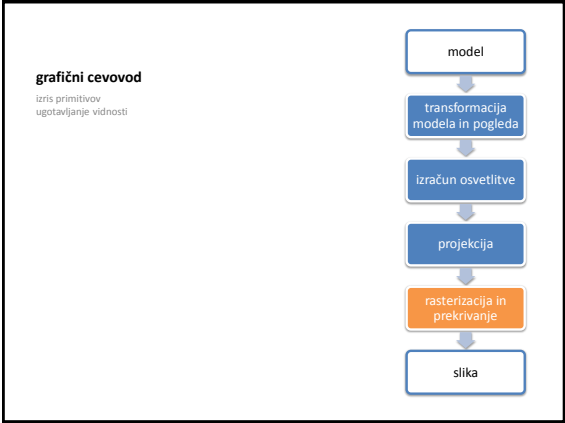 grafični cevovod
izris primitivov
ugotavljanje vidnosti
model
transformacija
modela in pogleda
izračun osvetlitve
projekcija
rasterizacija in
prekrivanje
slika